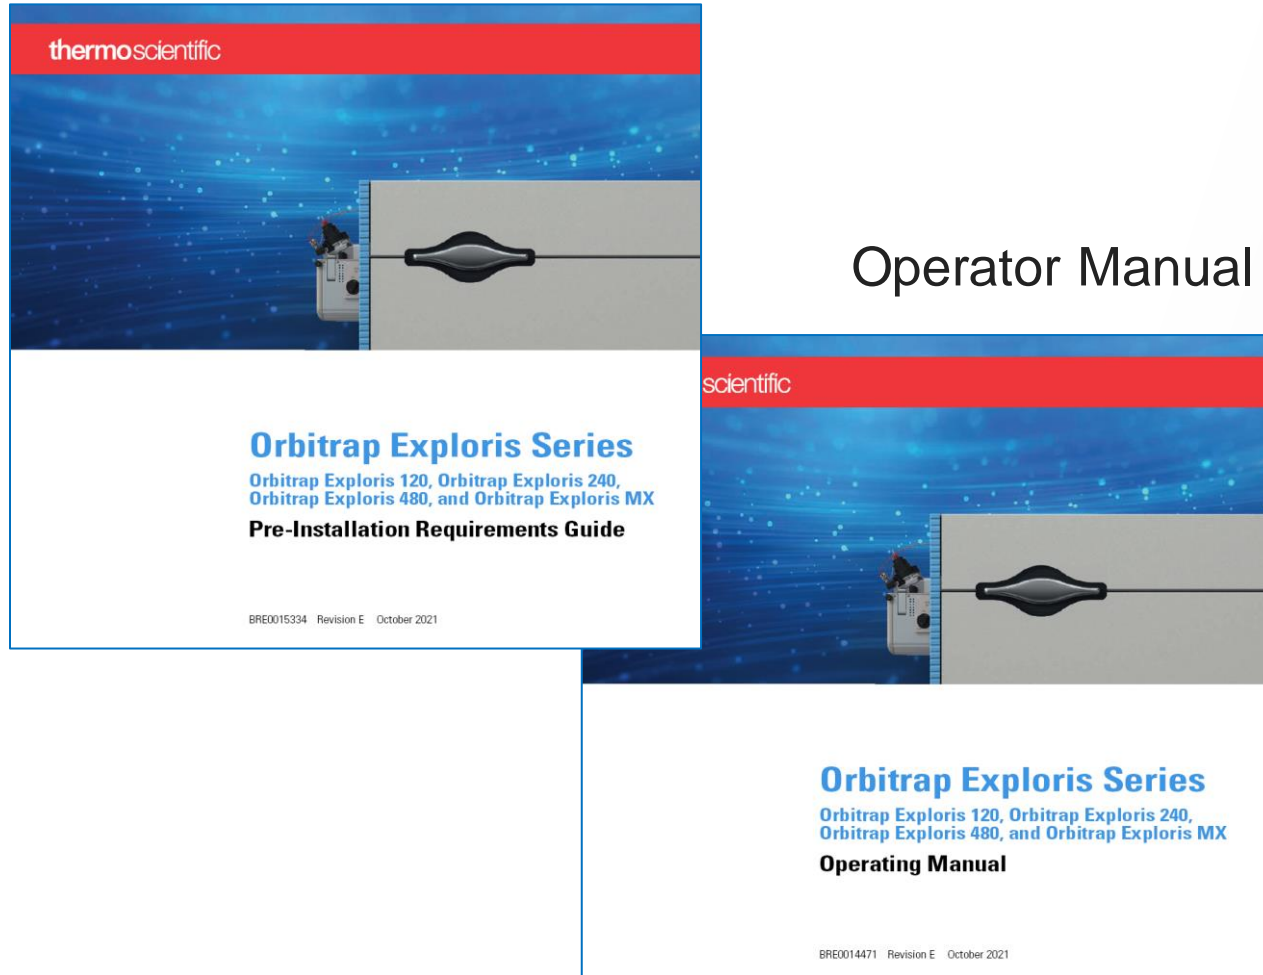 thermoscientific
Orbitrap Exploris Series
Orbitrap Exploris 120, Orbitrap Exploris 240,
Orbitrap Exploris 480, and Orbitrap Exploris MX
Pre-Installation Requirements Guide
BRE0015334 Revision E October 2021
Operator Manual
scientific
Orbitrap Exploris Series
Orbitrap Exploris 120, Orbitrap Exploris 240,
Orbitrap Exploris 480, and Orbitrap Exploris MX
Operating Manual
BRE0014471 Revision E October 2021